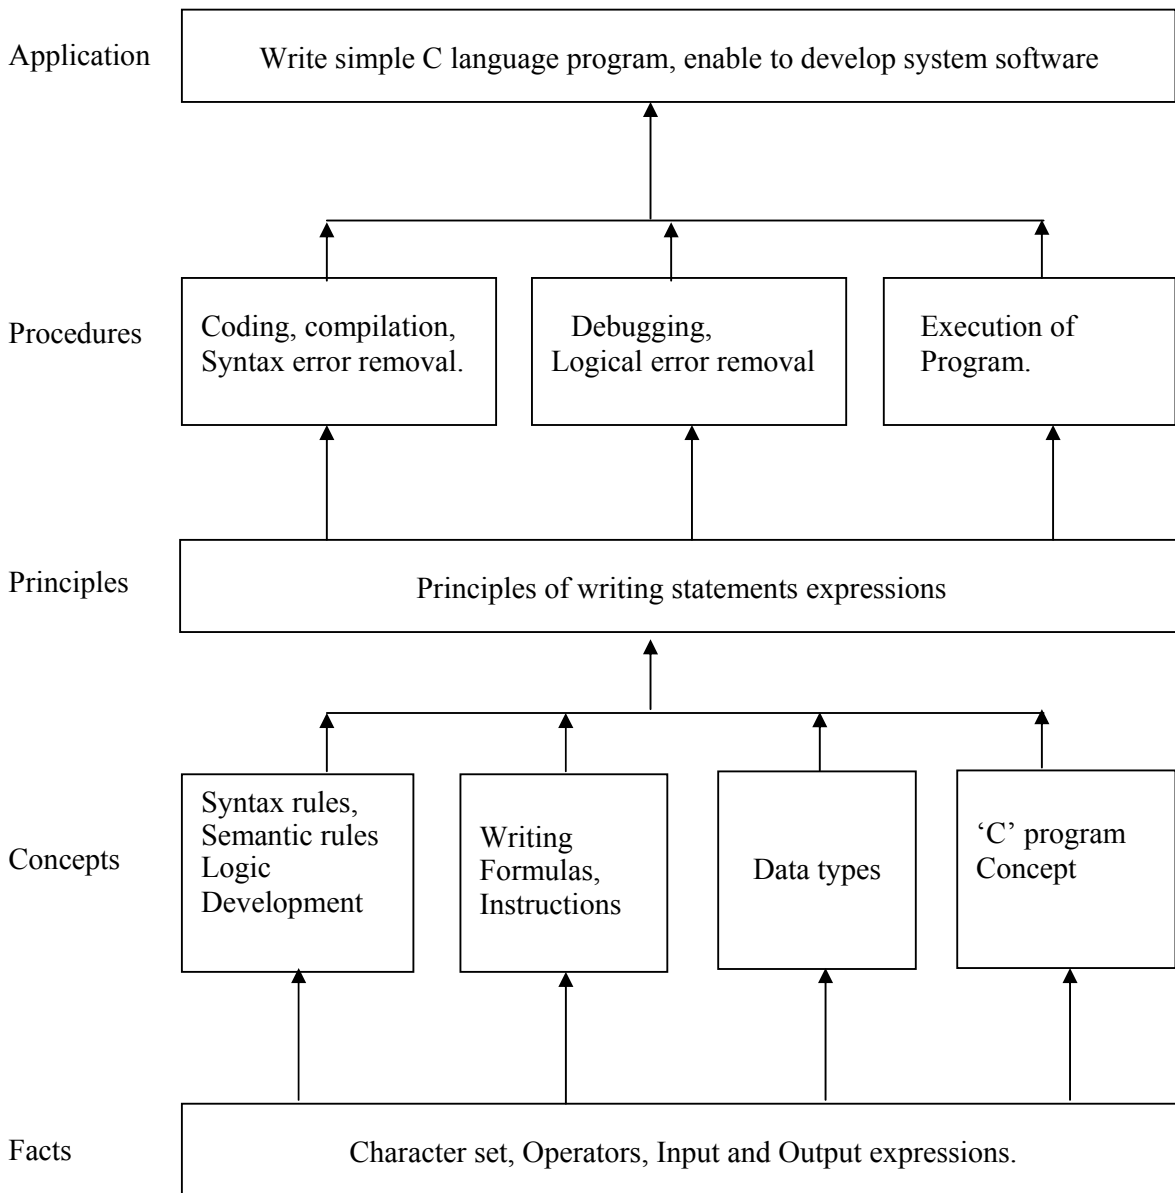 Application
Write simple C language program, enable to develop system software
Procedures
Coding, compilation,
Syntax error removal.
Debugging,
Logical error removal
Execution of
Program.
Principles
Principles of writing statements expressions
Concepts
Syntax rules,
Semantic rules
Logic
Development
Writing
Formulas,
Instructions
Data types
‘C’ program
Concept
Facts
Character set, Operators, Input and Output expressions.